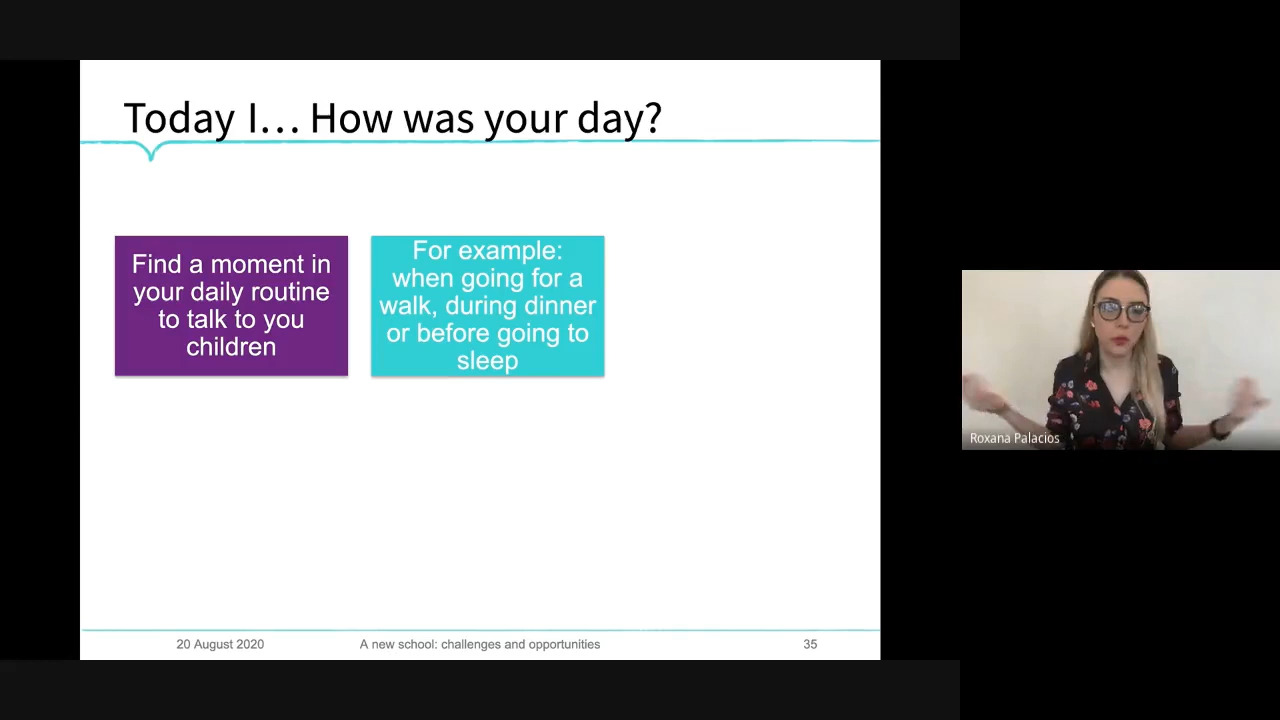 Today I... How was your day?
Find a moment in
your daily routine
to talk to you
children
For example:
when going for a
walk, during dinner
or before going to
sleep
Roxana Palacios
20 August 2020
A new school: challenges and opportunities
35